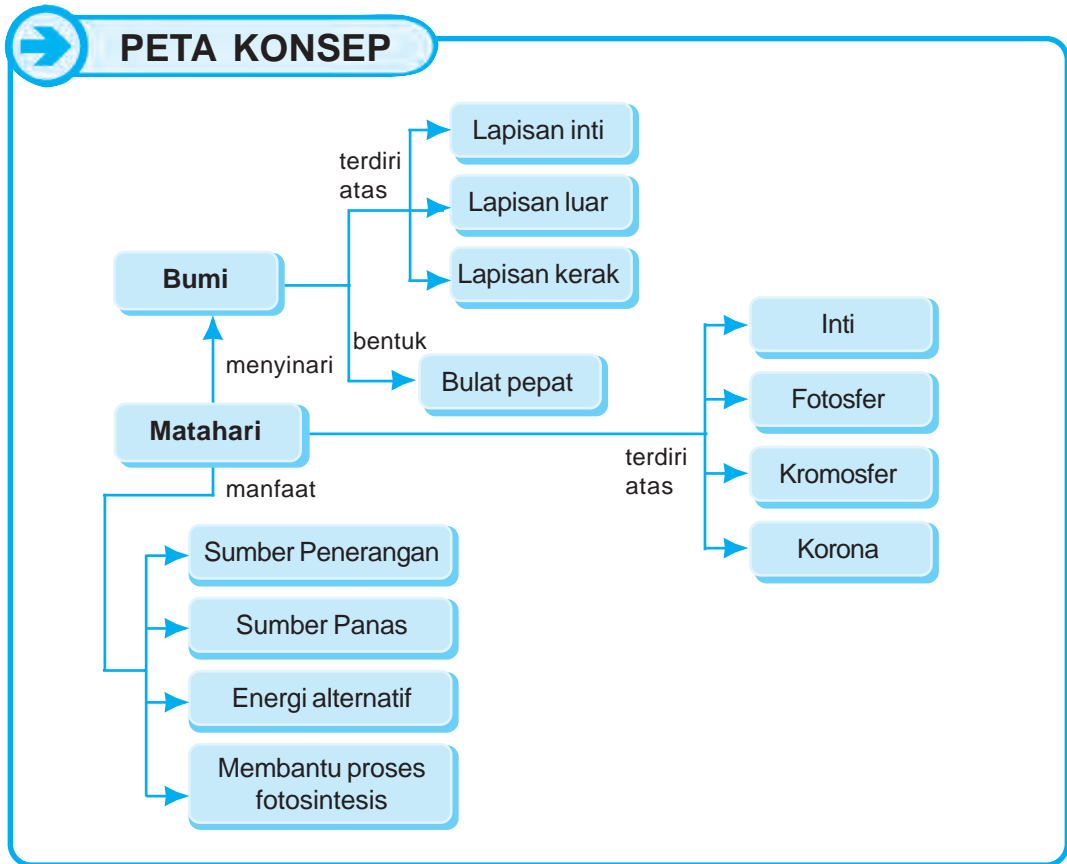 PETA KONSEP
Lapisan inti
terdiri
atas
Lapisan luar
Bumi
Lapisan kerak
Inti
bentuk
menyinari
Bulat pepat
Fotosfer
Matahari
terdiri
atas
Kromosfer
manfaat
Korona
Sumber Penerangan
Sumber Panas
Energi alternatif
Membantu proses
fotosintesis